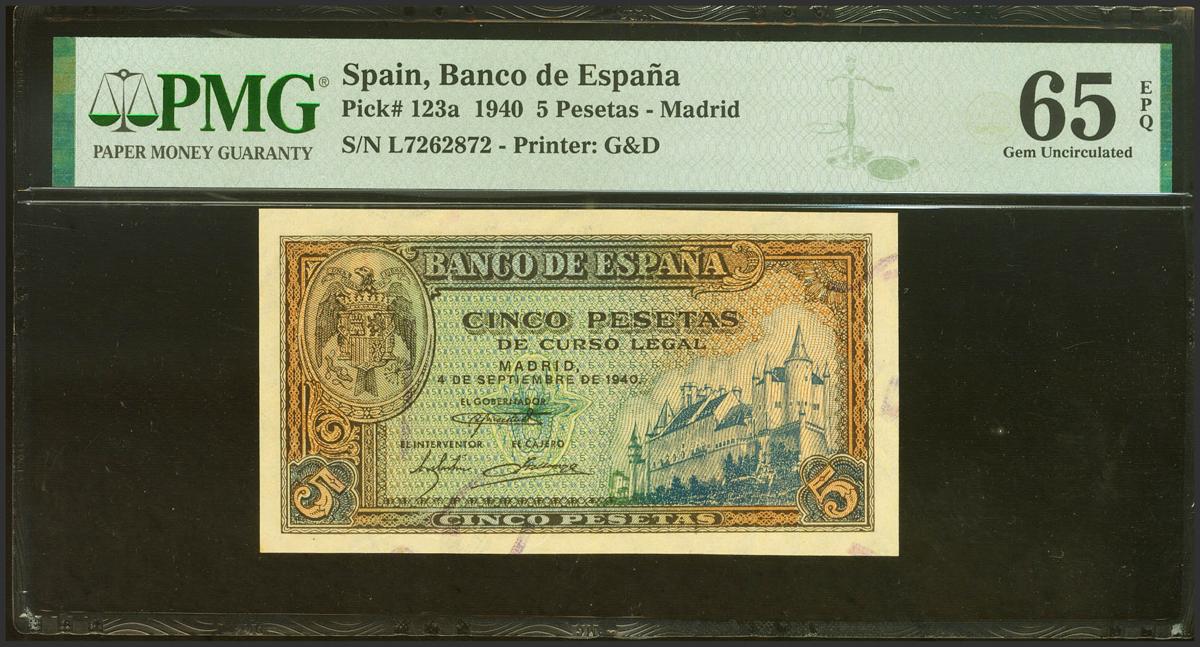 PMG®
PAPER MONEY GUARANTY
Spain, Banco de España
Pick# 123a 1940 5 Pesetas - Madrid
S/N L7262872 - Printer: G&D
65
EPQ
Gem Uncirculated
BANCO DE ESPAÑA
CINCO PESETAS
DE CURSO LEGAL
MADRID,
4 DE SEPTIEMBRE DE 1940.
EL GOBERNADOR
EL INTERVENTOR EL CAJERO
5 5
CINCO PESETAS